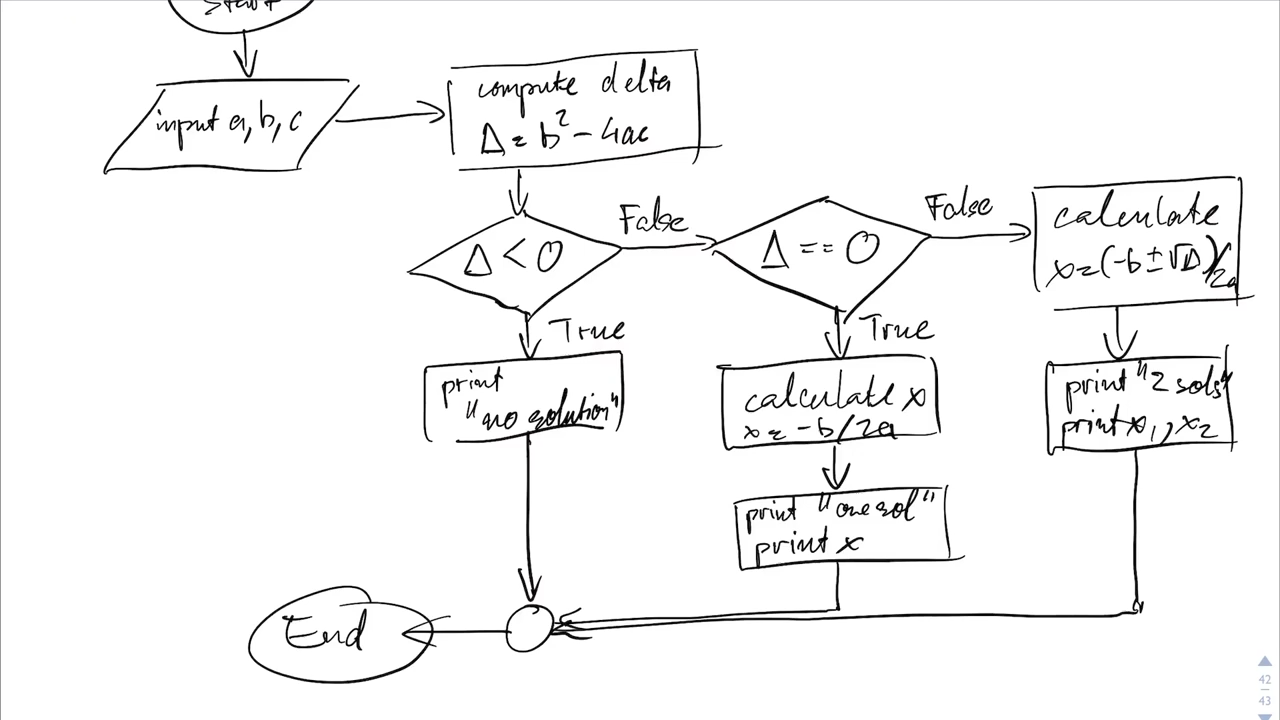 start
input a, b, c
compute delta
Δ = b² - 4ac
Δ < 0
False
Δ == 0
False
calculate
x = (-b ± √Δ)/2a
True
True
print
"no solution"
calculate x
x = -b/2a
print "2 sols"
print x₁, x₂
print "one sol"
print x
End
42
43